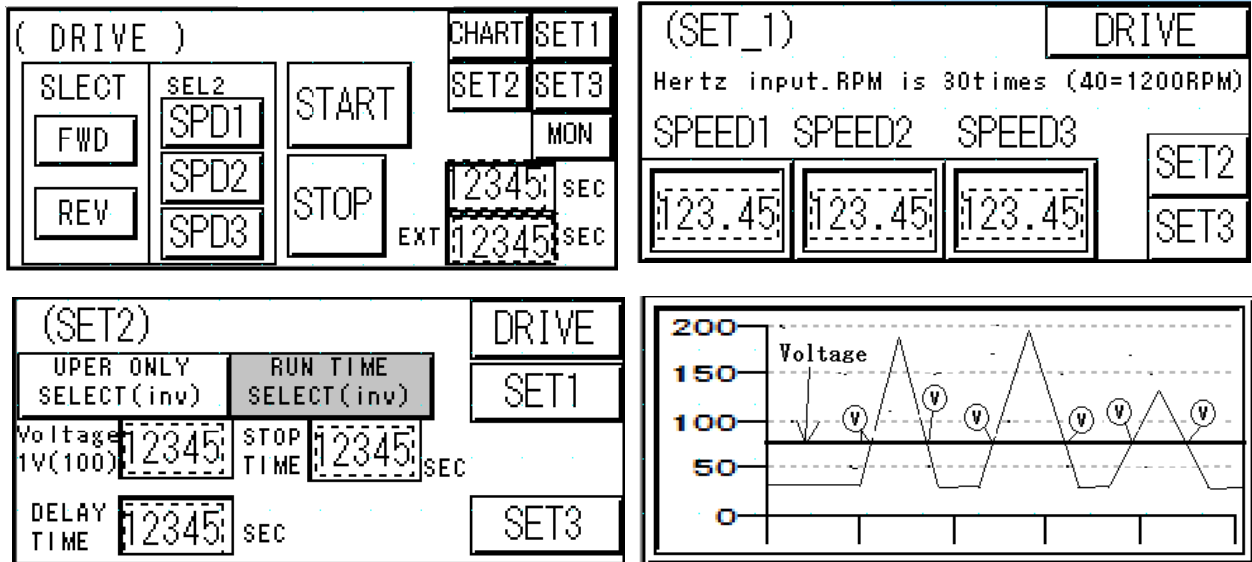 ( DRIVE )
CHART SET1
SLECT SEL2 START SET2 SET3
FWD SPD1 MON
SPD2 STOP 12345 SEC
REV SPD3 EXT 12345 SEC
(SET_1) DRIVE
Hertz input.RPM is 30times (40=1200RPM)
SPEED1 SPEED2 SPEED3
SET2
123.45 123.45 123.45
SET3
(SET2) DRIVE
UPER ONLY RUN TIME
SELECT(inv) SELECT(inv) SET1
Voltage 12345 STOP 12345
1V(100) TIME SEC
DELAY 12345 SEC SET3
TIME
200
Voltage
150
V V V V V V
100
50
0